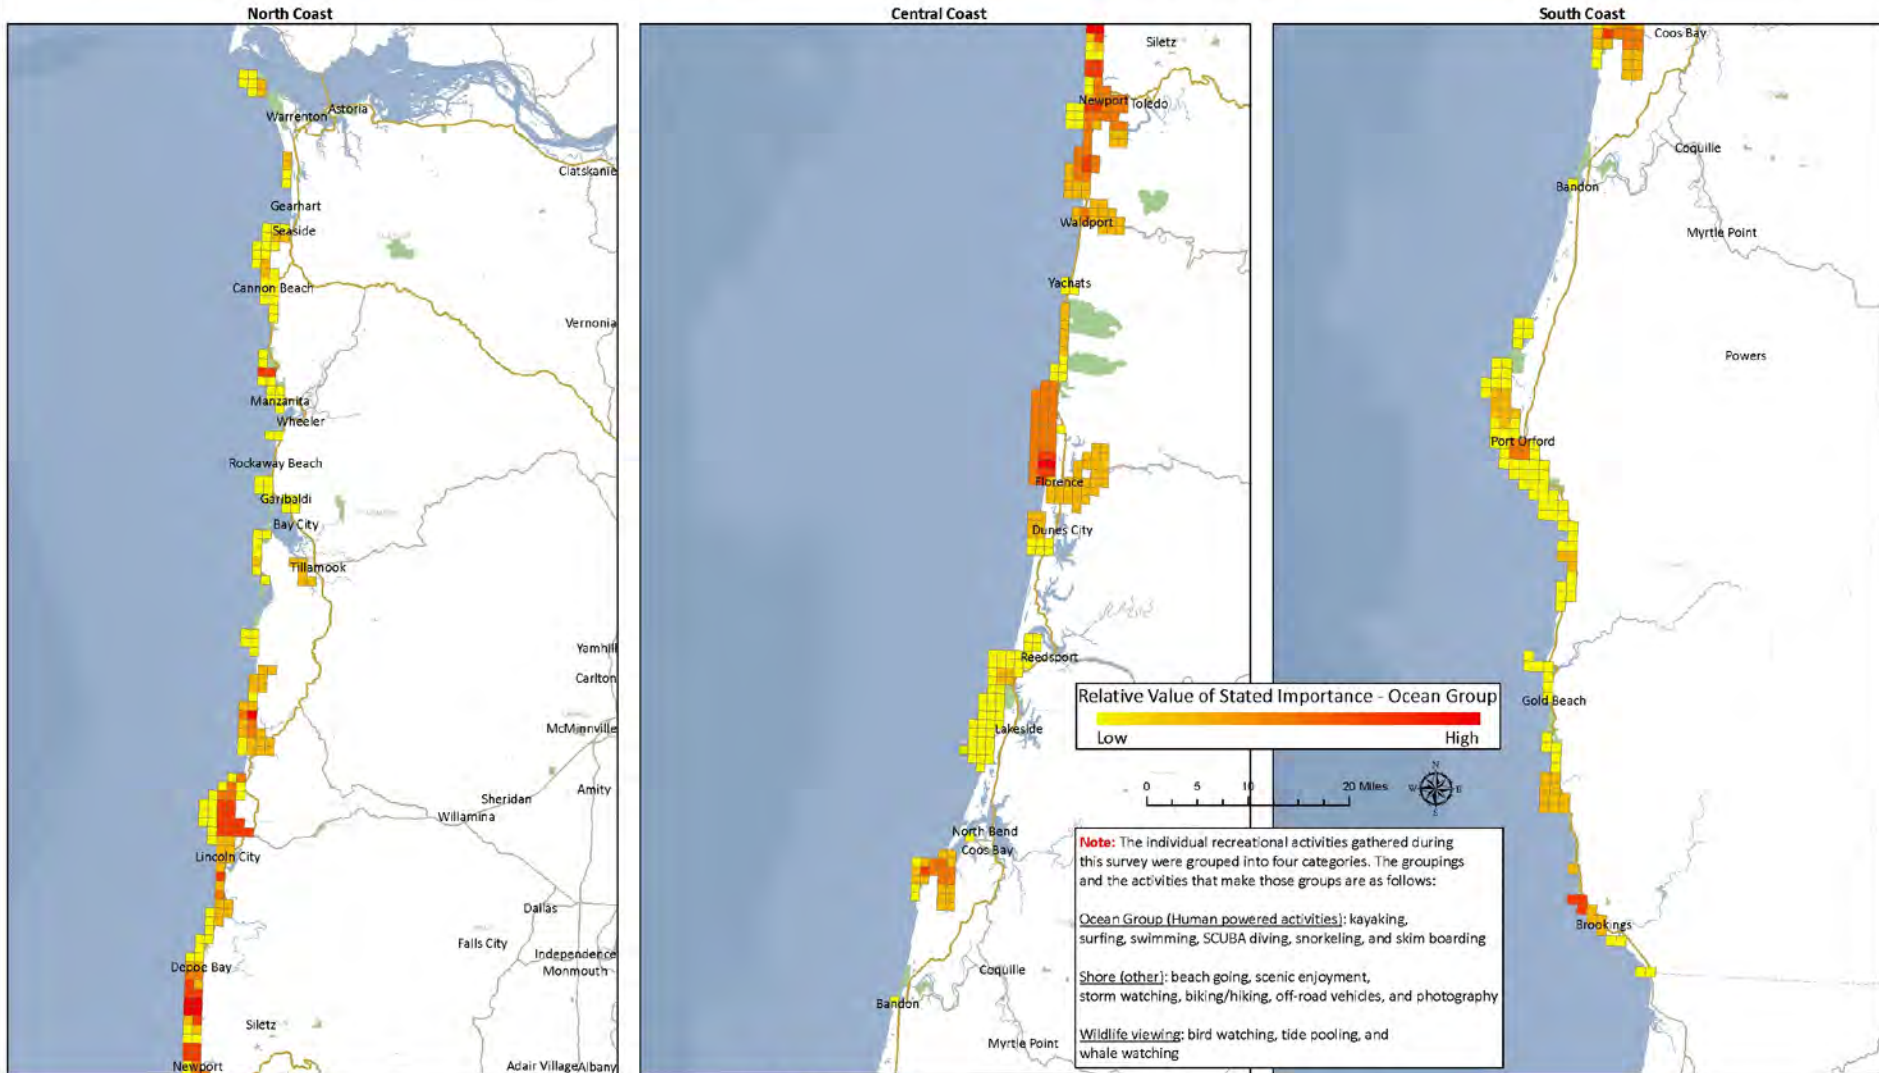 North Coast
Central Coast
South Coast
Astoria
Warrenton
Clatskanie
Gearhart
Seaside
Cannon Beach
Vernonia
Manzanita
Wheeler
Rockaway Beach
Garibaldi
Bay City
Tillamook
Yamhill
Carlton
McMinnville
Amity
Sheridan
Willamina
Lincoln City
Dallas
Falls City
Independence
Monmouth
Depoe Bay
Siletz
Newport
Adair Village
Albany
Siletz
Newport
Toledo
Waldport
Yachats
Florence
Dunes City
Reedsport
Lakeside
North Bend
Coos Bay
Coquille
Bandon
Myrtle Point
Coos Bay
Coquille
Bandon
Myrtle Point
Powers
Port Orford
Gold Beach
Brookings
Relative Value of Stated Importance - Ocean Group
Low High
0 5 10 20 Miles
N
W E
S
Note: The individual recreational activities gathered during
this survey were grouped into four categories. The groupings
and the activities that make those groups are as follows:
Ocean Group (Human powered activities): kayaking,
surfing, swimming, SCUBA diving, snorkeling, and skim boarding
Shore (other): beach going, scenic enjoyment,
storm watching, biking/hiking, off-road vehicles, and photography
Wildlife viewing: bird watching, tide pooling, and
whale watching